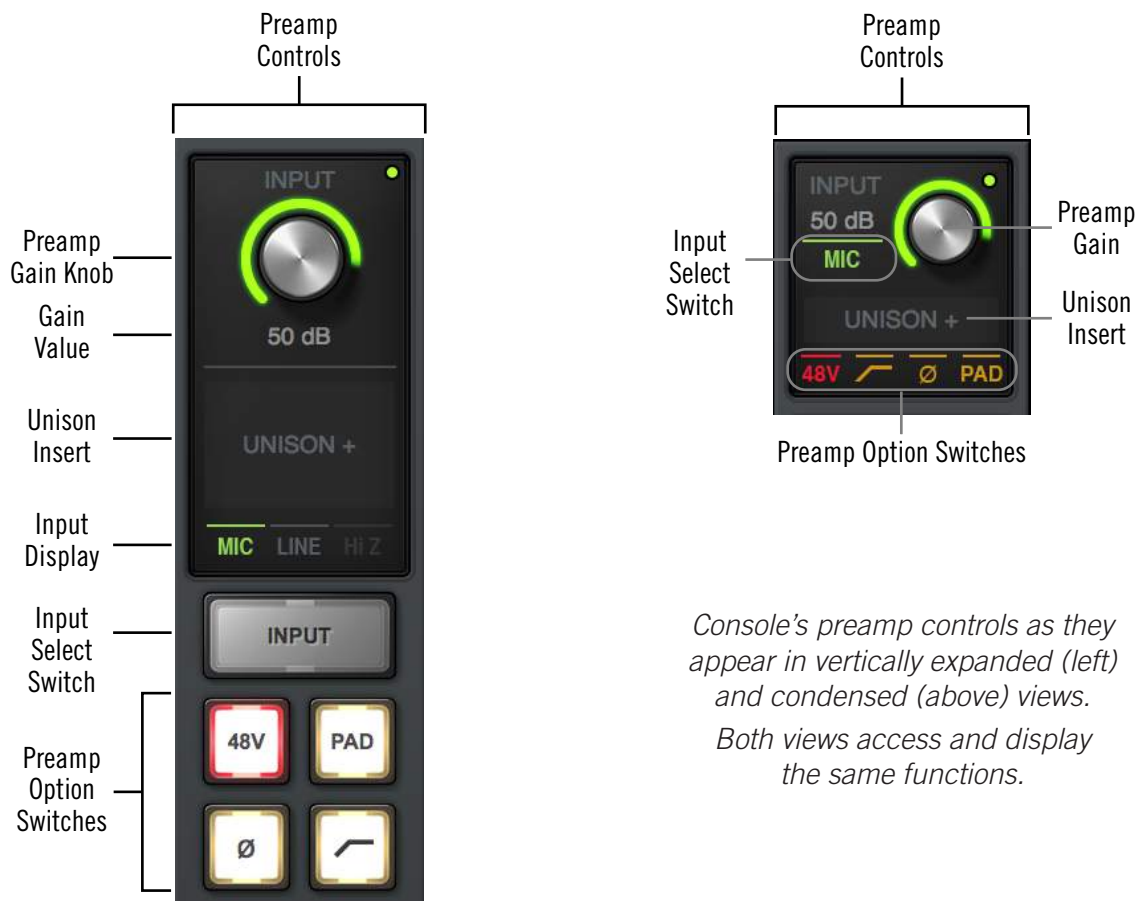 Preamp
Controls
INPUT
Preamp
Gain Knob
50 dB
Gain
Value
Unison
Insert
UNISON +
Input
Display
MIC LINE Hi Z
Input
Select
Switch
INPUT
Preamp
Option
Switches
48V PAD
Ø
Preamp
Controls
INPUT
50 dB
MIC
Input
Select
Switch
Preamp
Gain
UNISON +
Unison
Insert
48V Ø PAD
Preamp Option Switches
Console's preamp controls as they
appear in vertically expanded (left)
and condensed (above) views.
Both views access and display
the same functions.